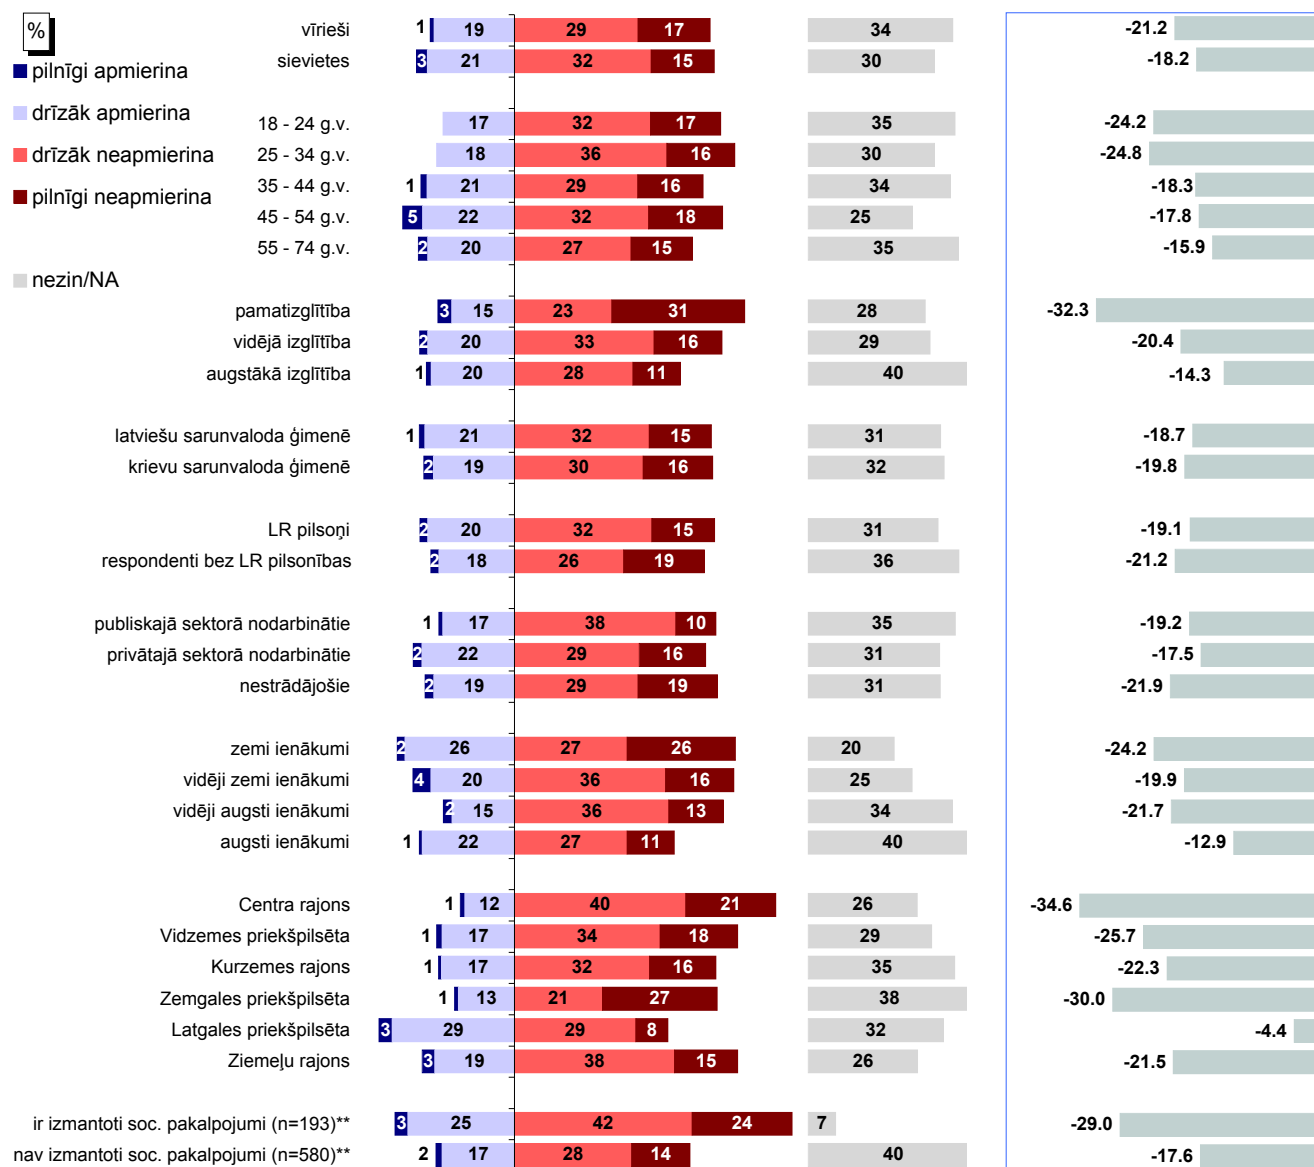 %
pilnīgi apmierina
drīzāk apmierina
drīzāk neapmierina
pilnīgi neapmierina
nezin/NA
vīrieši 1 19 29 17 34 -21.2
sievietes 3 21 32 15 30 -18.2
18 - 24 g.v. 17 32 17 35 -24.2
25 - 34 g.v. 18 36 16 30 -24.8
35 - 44 g.v. 1 21 29 16 34 -18.3
45 - 54 g.v. 5 22 32 18 25 -17.8
55 - 74 g.v. 2 20 27 15 35 -15.9
pamatizglītība 3 15 23 31 28 -32.3
vidējā izglītība 2 20 33 16 29 -20.4
augstākā izglītība 1 20 28 11 40 -14.3
latviešu sarunvaloda ģimenē 1 21 32 15 31 -18.7
krievu sarunvaloda ģimenē 2 19 30 16 32 -19.8
LR pilsoņi 2 20 32 15 31 -19.1
respondenti bez LR pilsonības 2 18 26 19 36 -21.2
publiskajā sektorā nodarbinātie 1 17 38 10 35 -19.2
privātajā sektorā nodarbinātie 2 22 29 16 31 -17.5
nestrādājošie 2 19 29 19 31 -21.9
zemi ienākumi 2 26 27 26 20 -24.2
vidēji zemi ienākumi 4 20 36 16 25 -19.9
vidēji augsti ienākumi 2 15 36 13 34 -21.7
augsti ienākumi 1 22 27 11 40 -12.9
Centra rajons 1 12 40 21 26 -34.6
Vidzemes priekšpilsēta 1 17 34 18 29 -25.7
Kurzemes rajons 1 17 32 16 35 -22.3
Zemgales priekšpilsēta 1 13 21 27 38 -30.0
Latgales priekšpilsēta 3 29 29 8 32 -4.4
Ziemeļu rajons 3 19 38 15 26 -21.5
ir izmantoti soc. pakalpojumi (n=193)** 3 25 42 24 7 -29.0
nav izmantoti soc. pakalpojumi (n=580)** 2 17 28 14 40 -17.6